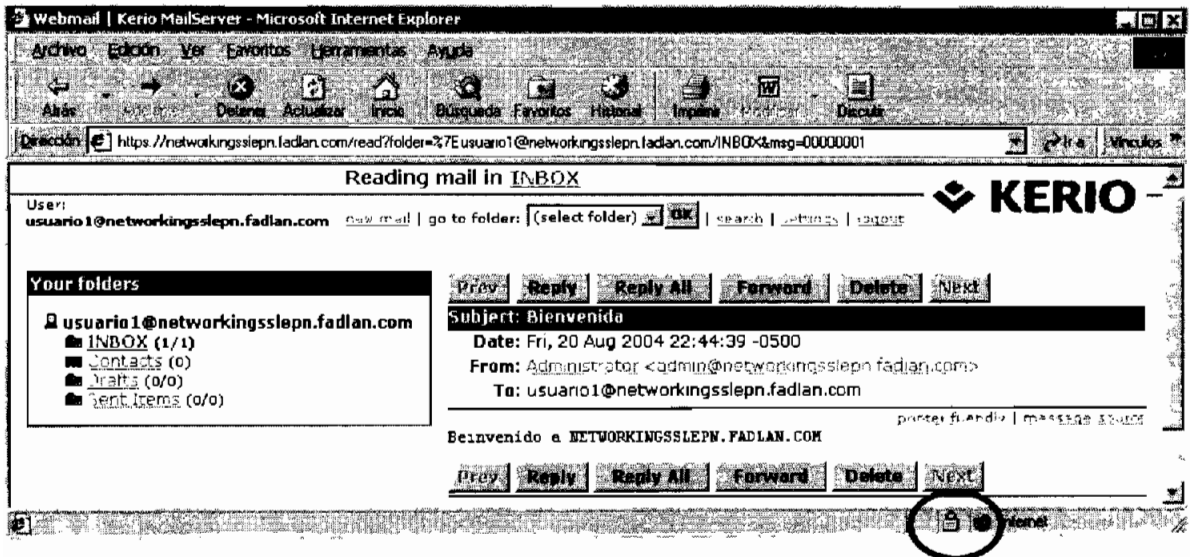 Webmail | Kerio MailServer - Microsoft Internet Explorer
Archivo Edición Ver Favoritos Herramientas Ayuda
Atrás Detener Actualizar Inicio Búsqueda Favoritos Historial Imprimir Discutir
Dirección https://networkingsslepn.fadlan.com/read?folder=%7Eusuario1@networkingsslepn.fadlan.com/INBOX&msg=00000001 Ir a Vínculos
Reading mail in INBOX
KERIO
User:
usuario1@networkingsslepn.fadlan.com new mail | go to folder: (select folder) OK | search | settings | logout
Your folders
usuario1@networkingsslepn.fadlan.com
INBOX (1/1)
Contacts (0)
Drafts (0/0)
Sent Items (0/0)
Prev Reply Reply All Forward Delete Next
Subject: Bienvenida
Date: Fri, 20 Aug 2004 22:44:39 -0500
From: Administrator <admin@networkingsslepn.fadlan.com>
To: usuario1@networkingsslepn.fadlan.com
printer friendly | message source
Beinvenido a NETWORKINGSSLEPN.FADLAN.COM
Prev Reply Reply All Forward Delete Next
Internet